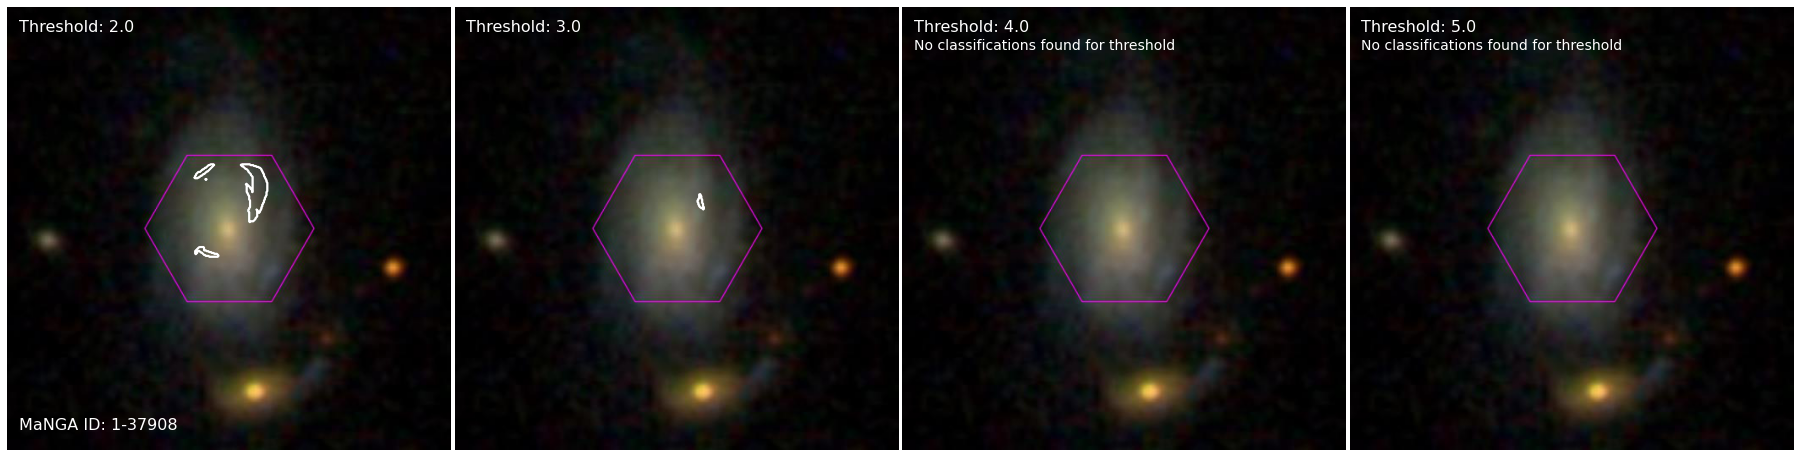 Threshold: 2.0
MaNGA ID: 1-37908
Threshold: 3.0
Threshold: 4.0
No classifications found for threshold
Threshold: 5.0
No classifications found for threshold